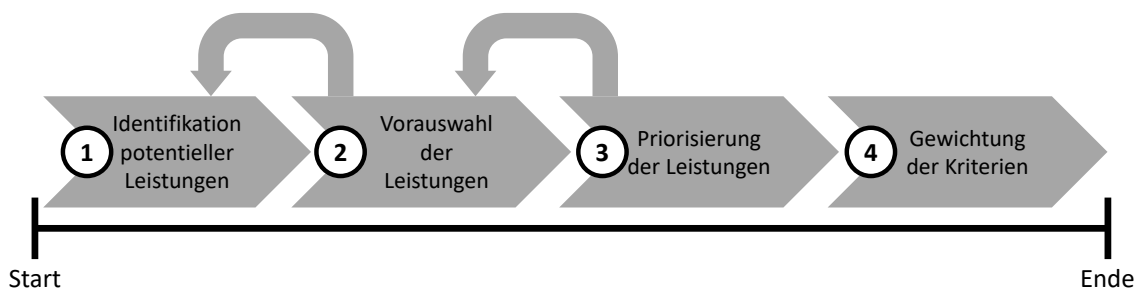 1
Identifikation
potentieller
Leistungen
2
Vorauswahl
der
Leistungen
3
Priorisierung
der Leistungen
4
Gewichtung
der Kriterien
Start
Ende